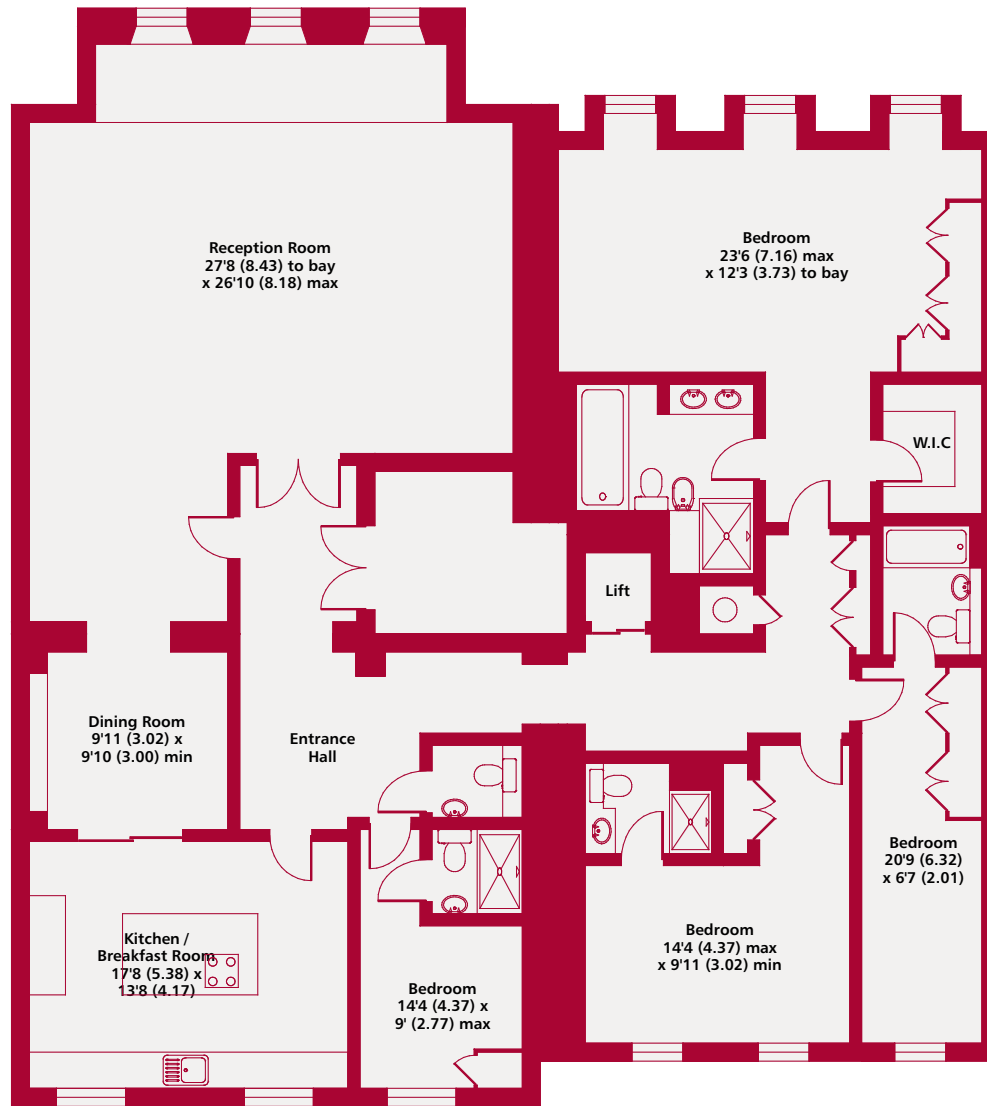 Reception Room
27'8 (8.43) to bay
x 26'10 (8.18) max
Bedroom
23'6 (7.16) max
x 12'3 (3.73) to bay
W.I.C
Lift
Dining Room
9'11 (3.02) x
9'10 (3.00) min
Entrance
Hall
Bedroom
20'9 (6.32)
x 6'7 (2.01)
Kitchen /
Breakfast Room
17'8 (5.38) x
13'8 (4.17)
Bedroom
14'4 (4.37) x
9' (2.77) max
Bedroom
14'4 (4.37) max
x 9'11 (3.02) min